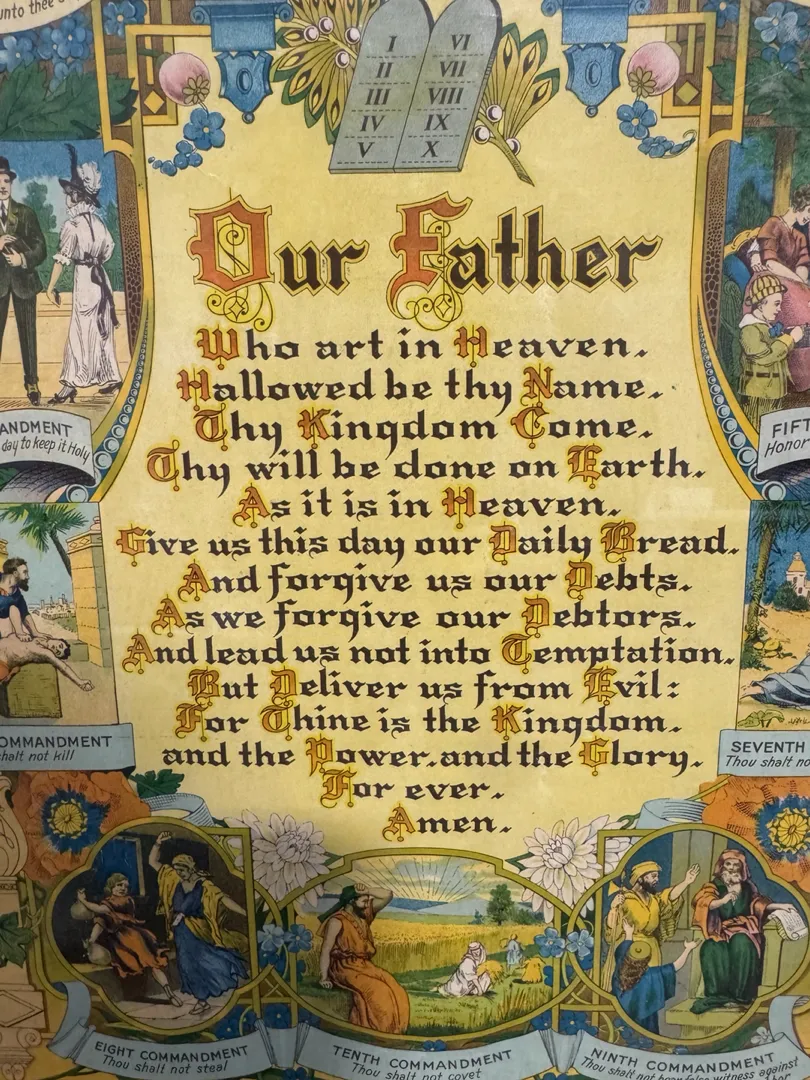 unto thee
I VI
II VII
III VIII
IV IX
V X
Our Father
Who art in Heaven.
Hallowed be thy Name.
Thy Kingdom Come.
Thy will be done on Earth.
As it is in Heaven.
Give us this day our Daily Bread.
And forgive us our Debts.
As we forgive our Debtors.
And lead us not into Temptation.
But Deliver us from Evil:
For Thine is the Kingdom.
and the Power. and the Glory.
For ever.
Amen.
ANDMENT
day to keep it Holy
FIFT
Honor
OMMANDMENT
shalt not kill
SEVENTH
Thou shalt no
EIGHT COMMANDMENT
Thou shalt not steal
TENTH COMMANDMENT
Thou shalt not covet
NINTH COMMANDMENT
Thou shalt not bear false witness against